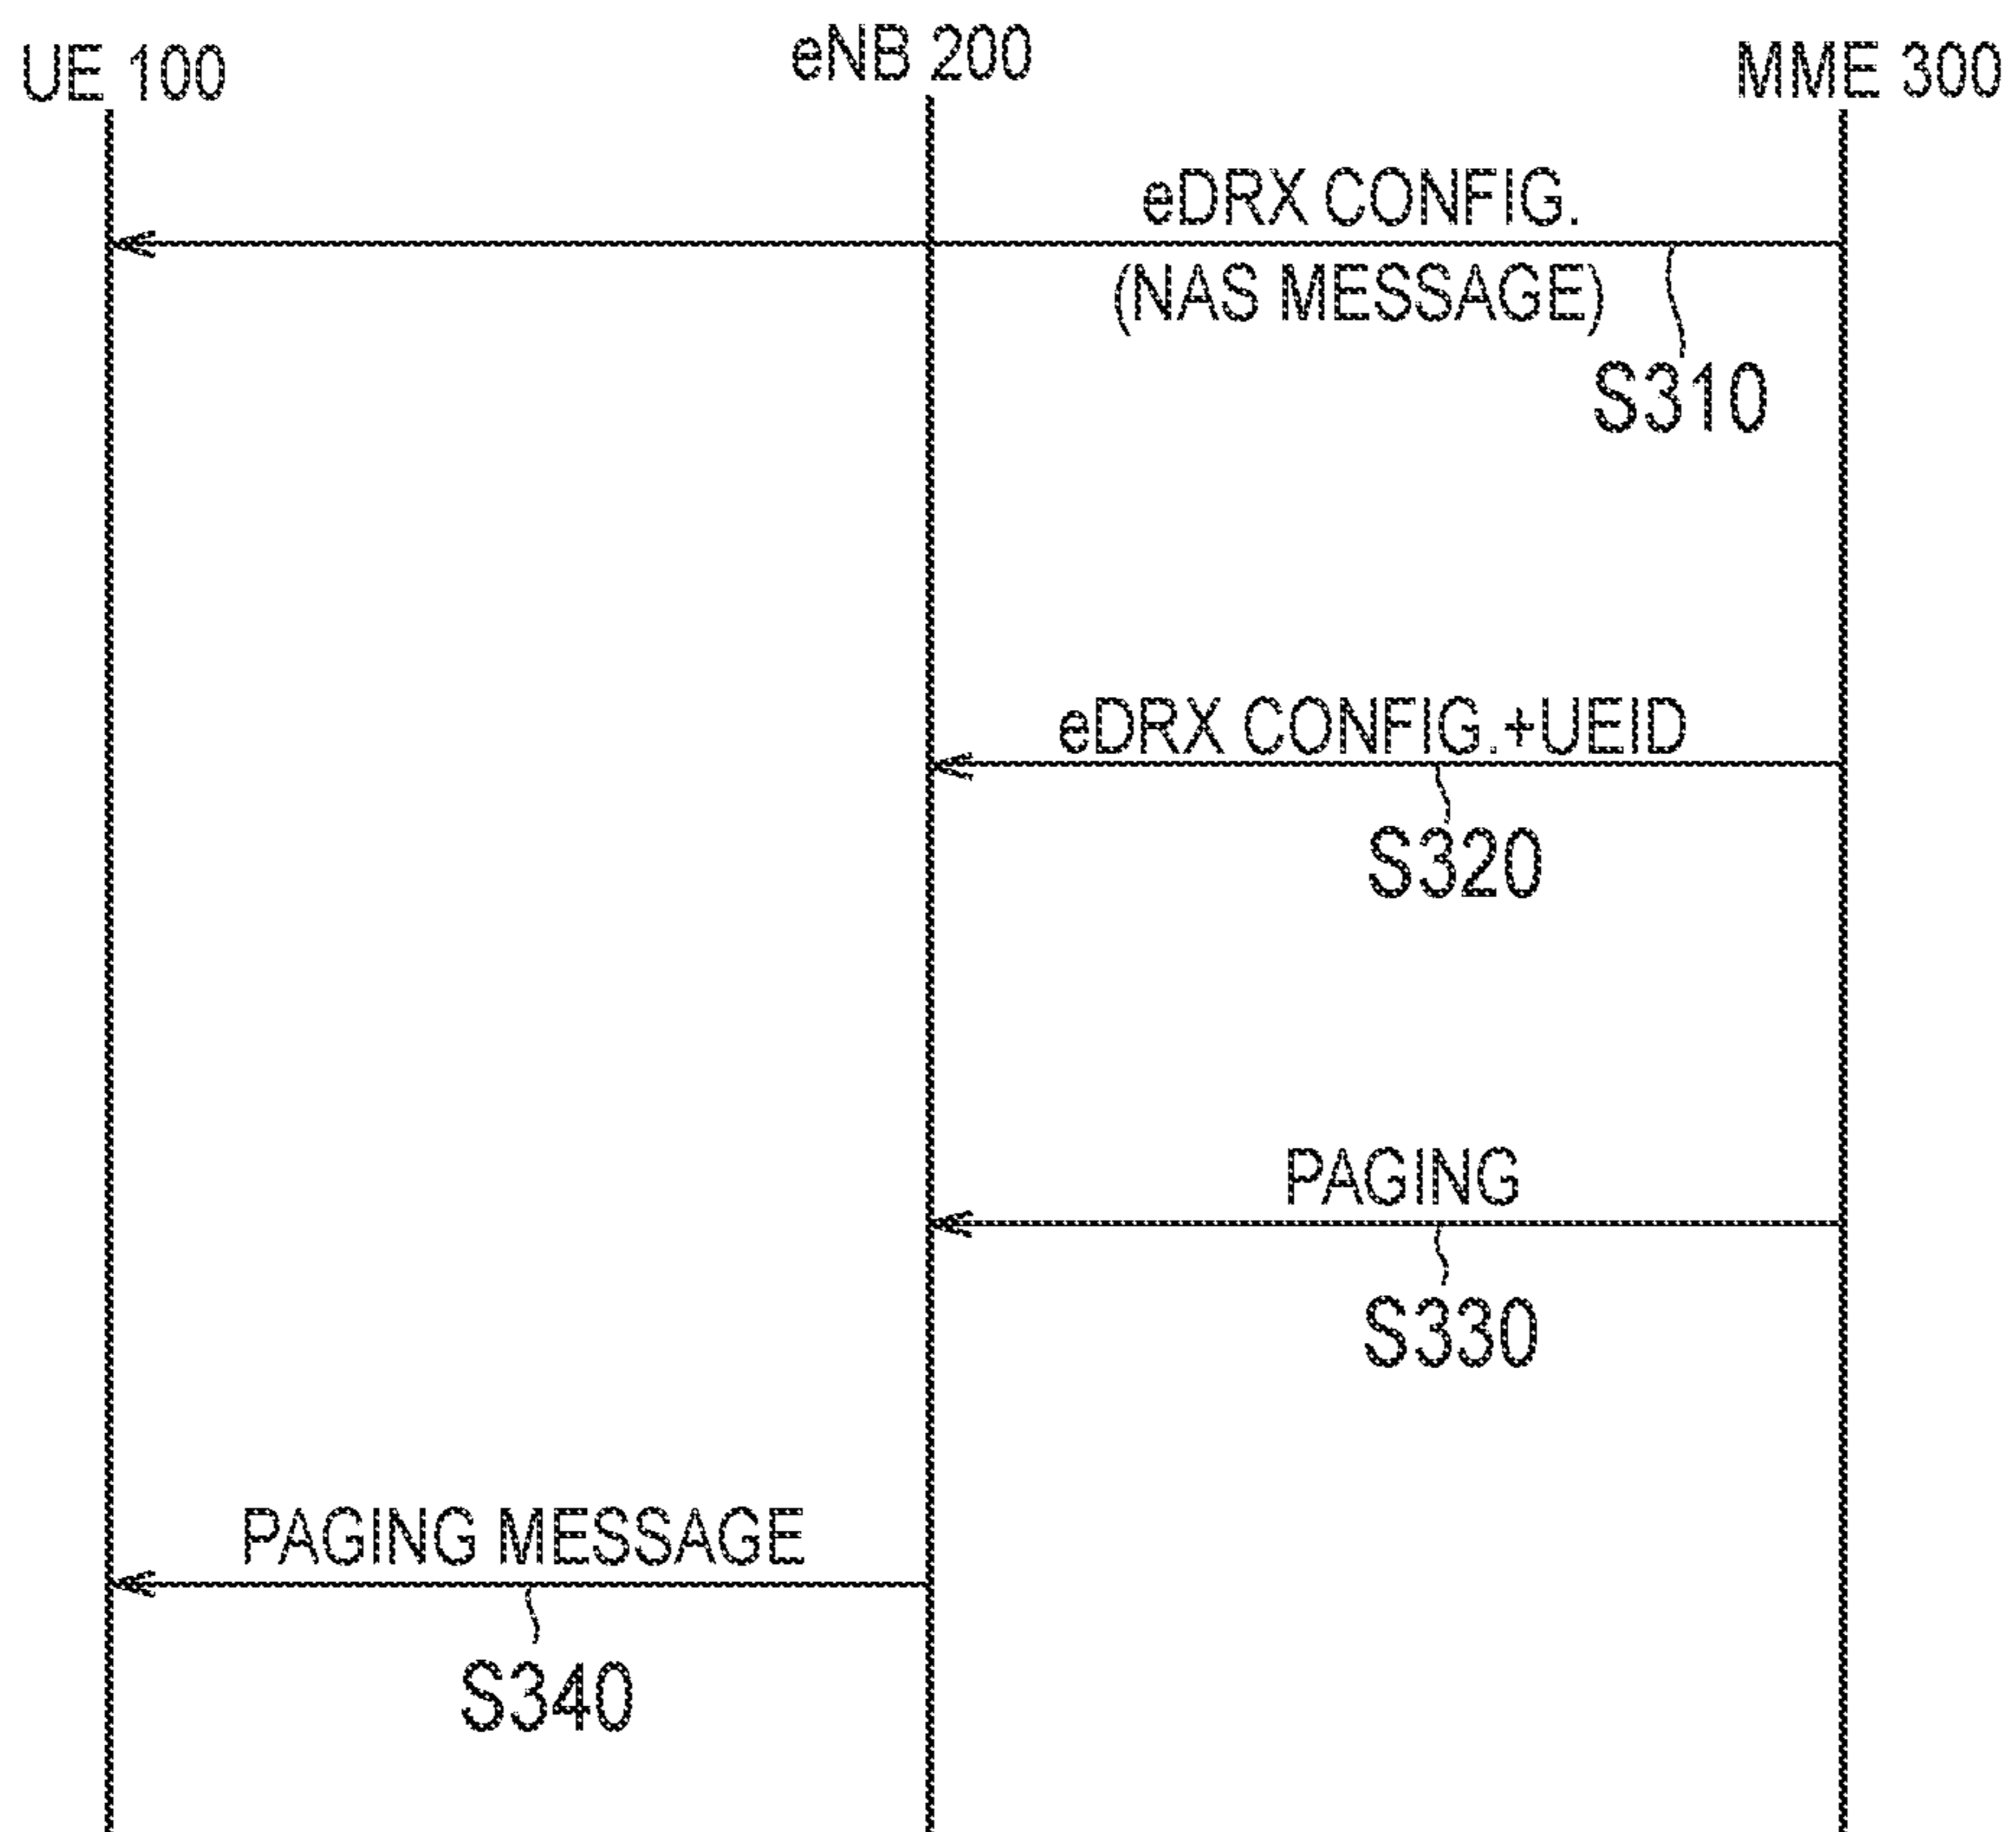 UE 100
eNB 200
MME 300
eDRX CONFIG.
(NAS MESSAGE)
S310
eDRX CONFIG.+UEID
S320
PAGING
S330
PAGING MESSAGE
S340